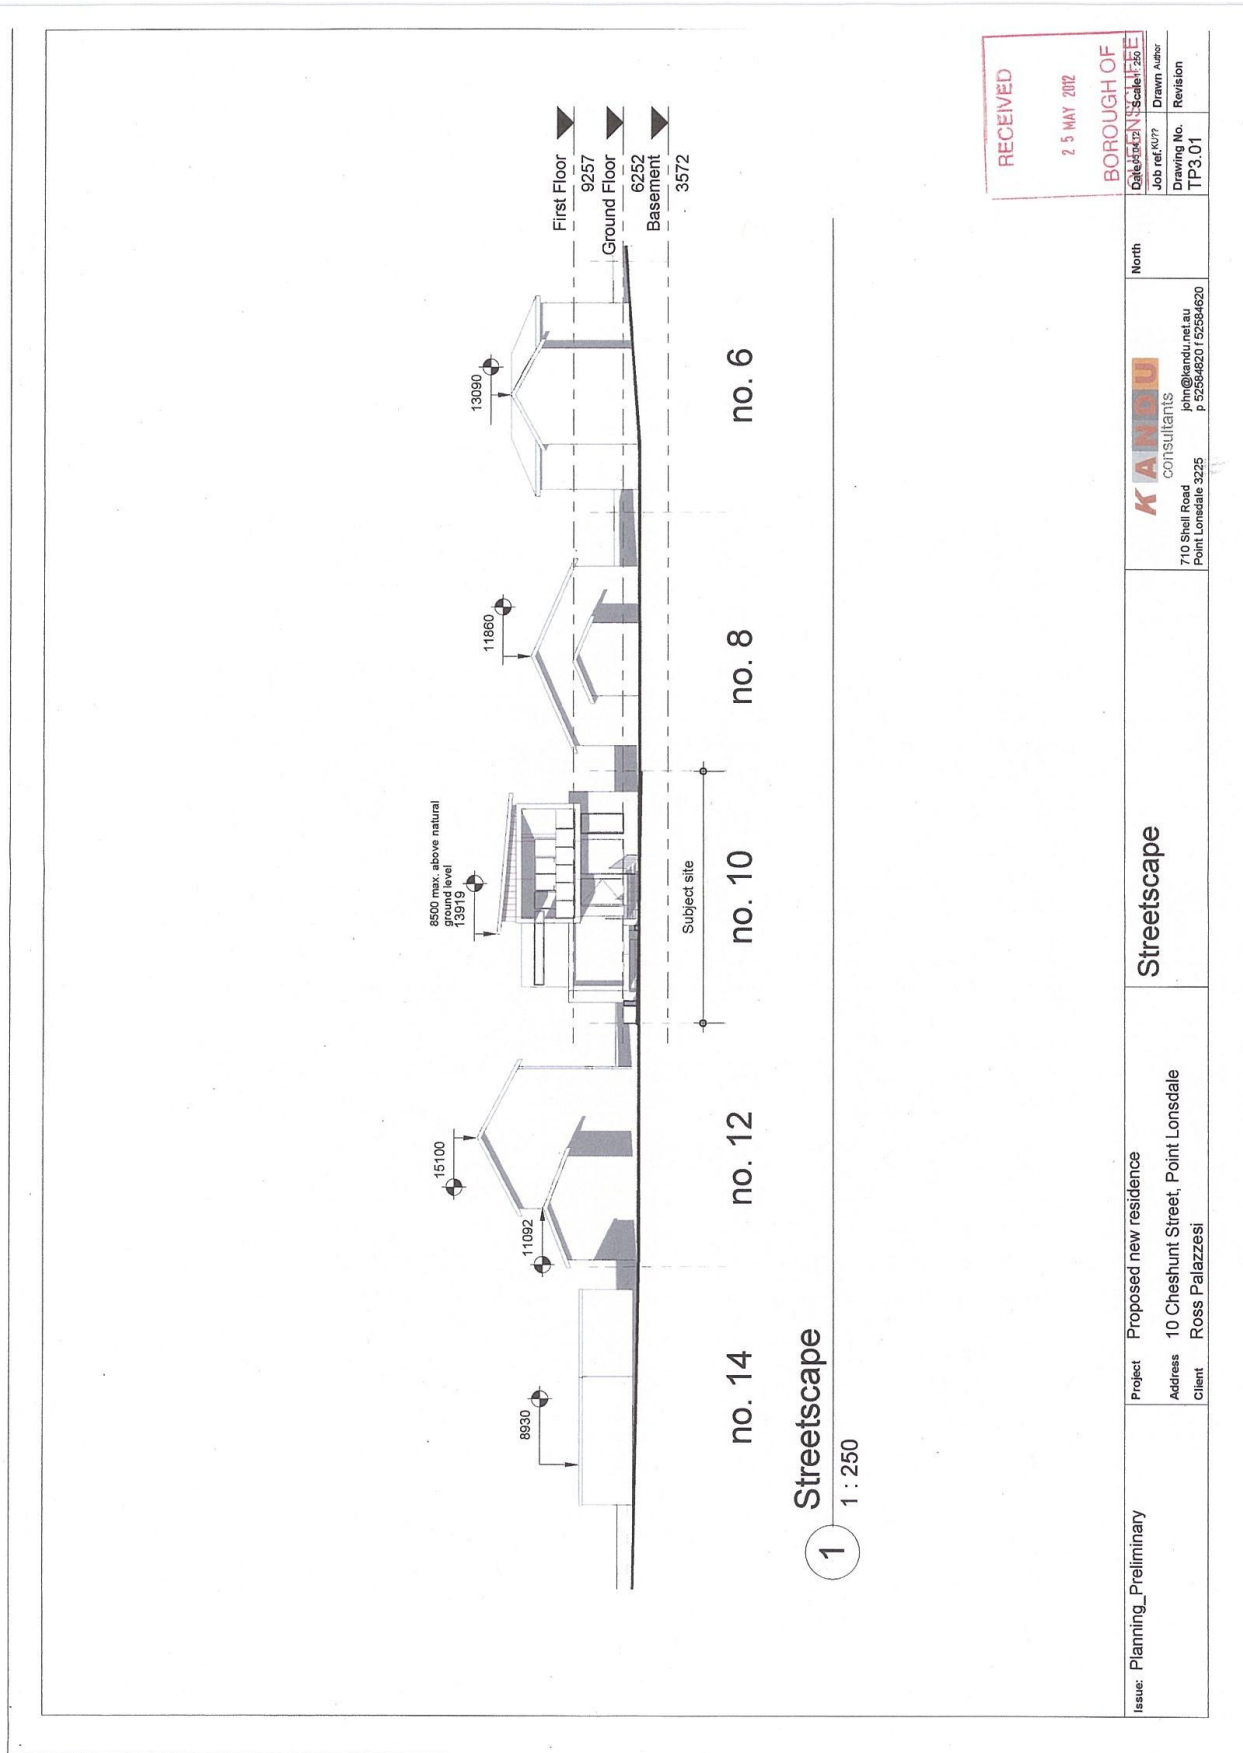 13090
11860
8500 max. above natural
ground level
13919
15100
11092
8930
First Floor
9257
Ground Floor
6252
Basement
3572
Subject site
no. 14
no. 12
no. 10
no. 8
no. 6
1
Streetscape
1 : 250
RECEIVED
2 5 MAY 2012
BOROUGH OF
QUEENSCLIFFE
Issue: Planning_Preliminary
Project Proposed new residence
Address 10 Cheshunt Street, Point Lonsdale
Client Ross Palazzesi
Streetscape
KANDU
consultants
710 Shell Road
Point Lonsdale 3225
john@kandu.net.au
p 52584820 f 52584620
North
Date Scale 1: 250
Job ref. KU?? Drawn Author
Drawing No. Revision
TP3.01